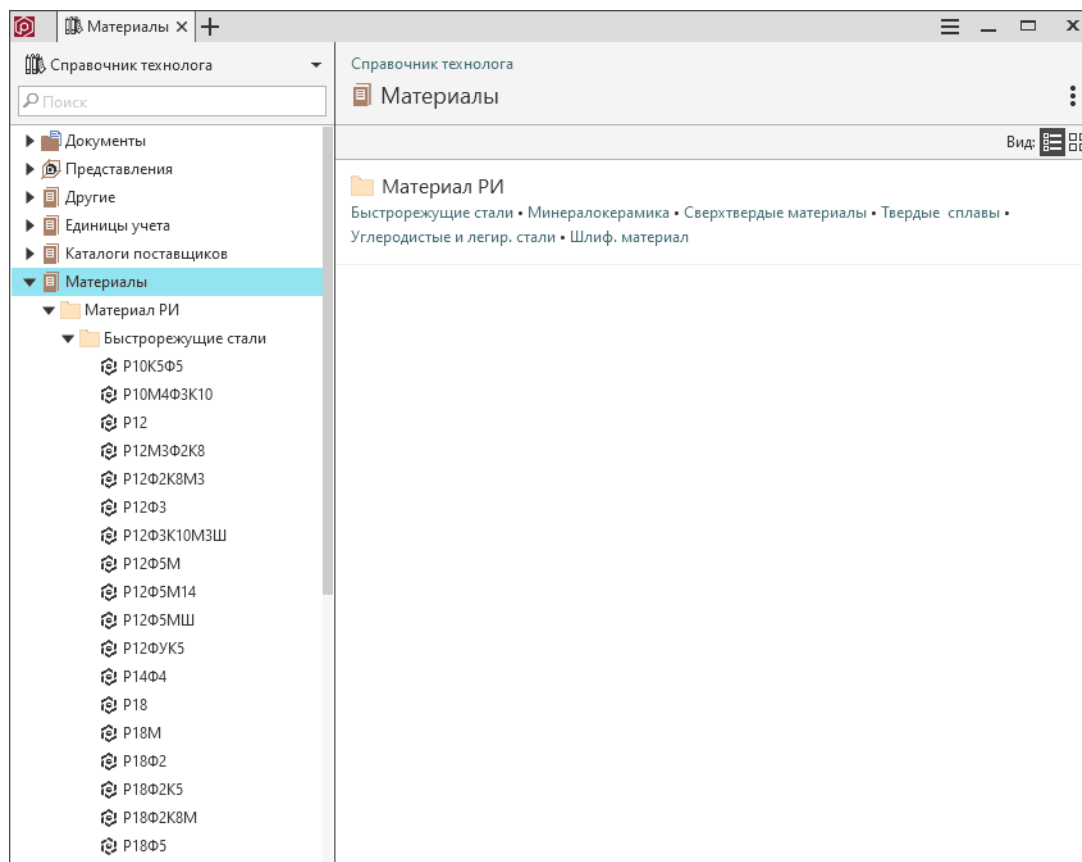 Материалы
Справочник технолога
Поиск
Документы
Представления
Другие
Единицы учета
Каталоги поставщиков
Материалы
Материал РИ
Быстрорежущие стали
Р10К5Ф5
Р10М4Ф3К10
Р12
Р12М3Ф2К8
Р12Ф2К8М3
Р12Ф3
Р12Ф3К10М3Ш
Р12Ф5М
Р12Ф5М14
Р12Ф5МШ
Р12ФУК5
Р14Ф4
Р18
Р18М
Р18Ф2
Р18Ф2К5
Р18Ф2К8М
Р18Ф5
Справочник технолога
Материалы
Вид:
Материал РИ
Быстрорежущие стали • Минералокерамика • Сверхтвердые материалы • Твердые сплавы •
Углеродистые и легир. стали • Шлиф. материал